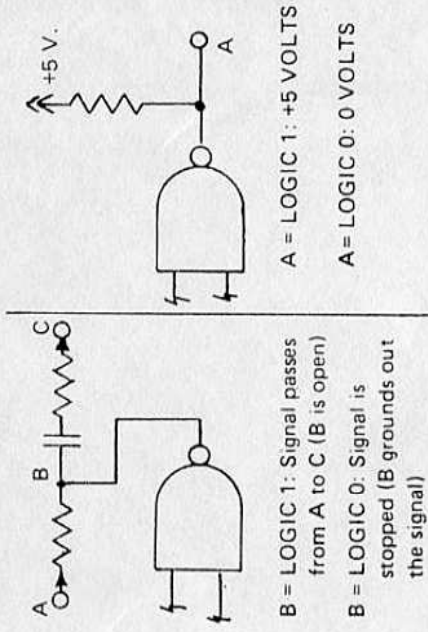 A
B
C
B = LOGIC 1: Signal passes
from A to C (B is open)
B = LOGIC 0: Signal is
stopped (B grounds out
the signal)
+5 V.
A
A = LOGIC 1: +5 VOLTS
A = LOGIC 0: 0 VOLTS